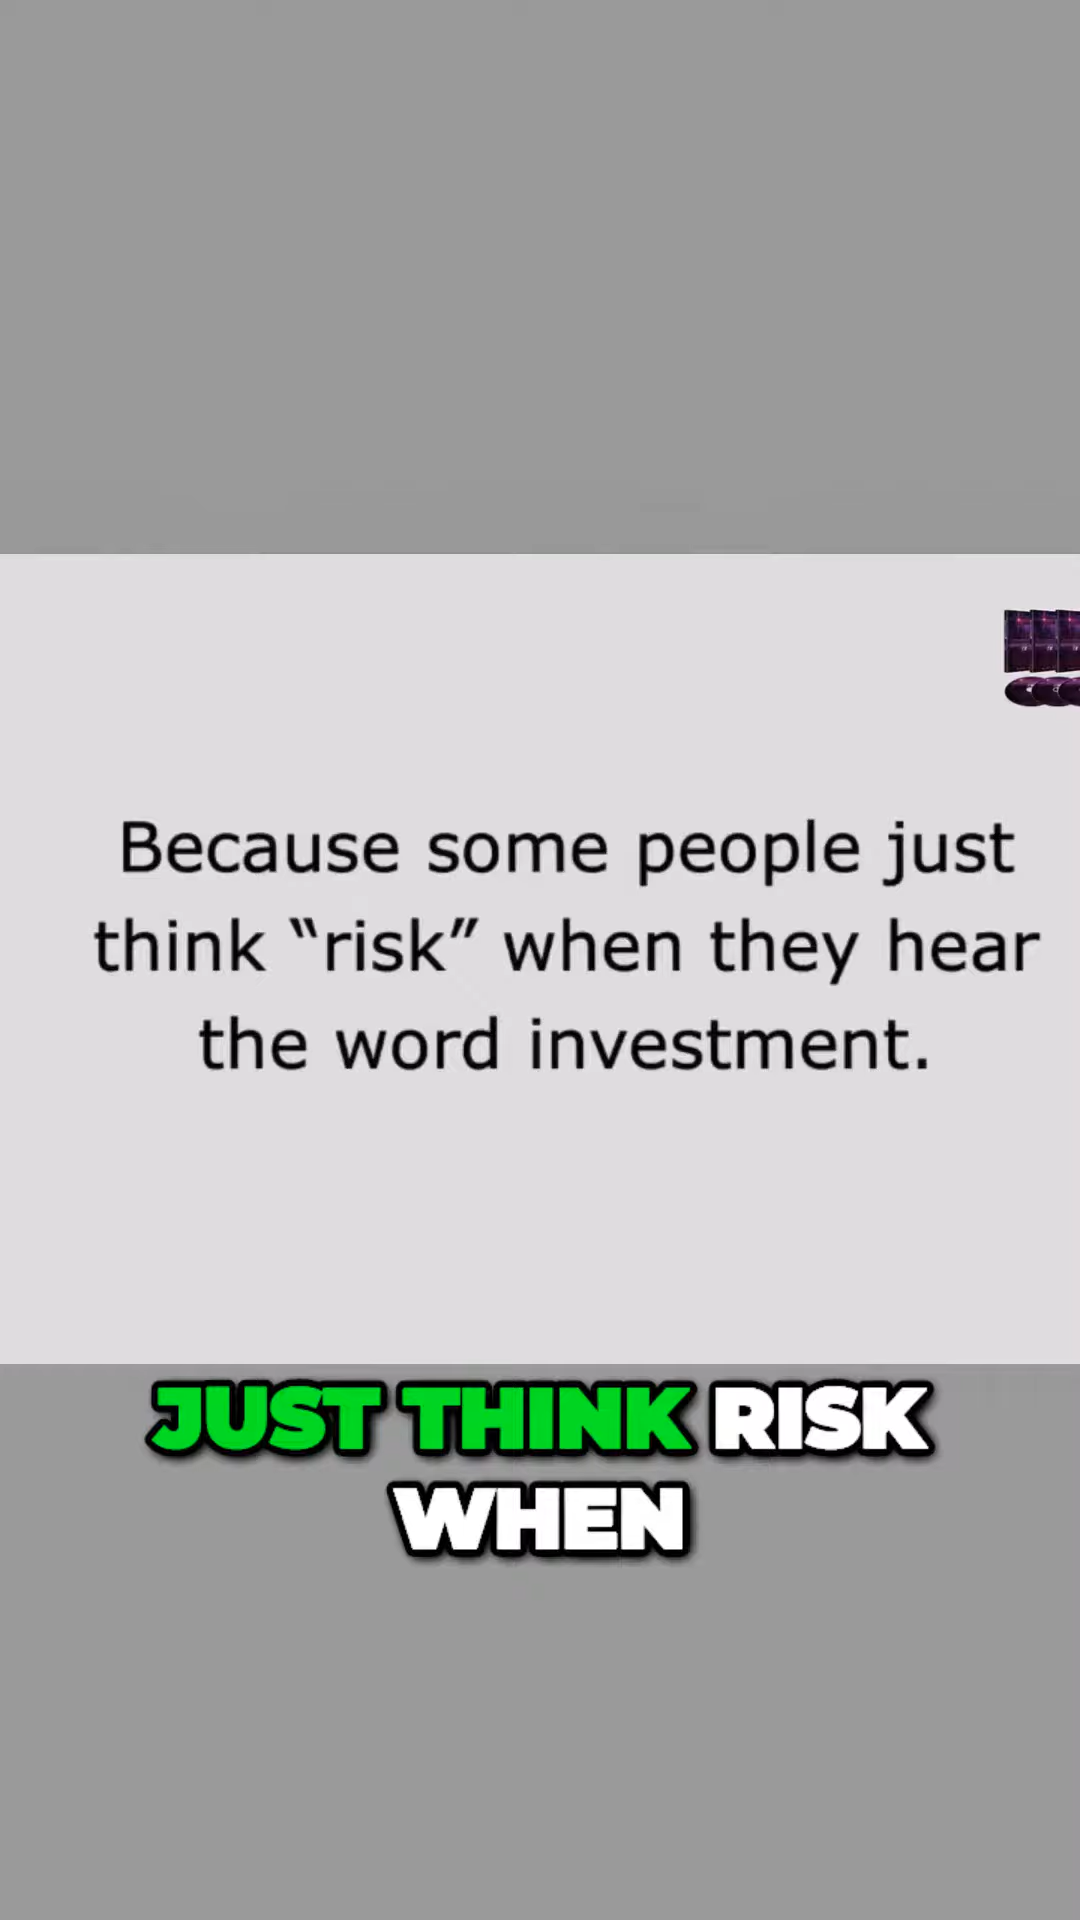 Because some people just
think “risk” when they hear
the word investment.
JUST THINK RISK
WHEN